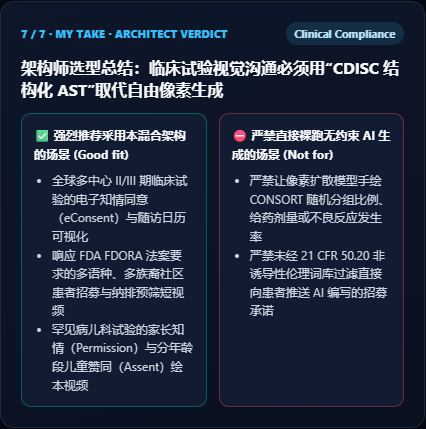 7 / 7 · MY TAKE · ARCHITECT VERDICT
Clinical Compliance
架构师选型总结：临床试验视觉沟通必须用“CDISC 结
构化 AST”取代自由像素生成
✅ 强烈推荐采用本混合架构
的场景 (Good fit)
• 全球多中心 II/III 期临床试
验的电子知情同意
（eConsent）与随访日历
可视化
• 响应 FDA FDORA 法案要
求的多语种、多族裔社区
患者招募与纳排预筛短视
频
• 罕见病儿科试验的家长知
情（Permission）与分年龄
段儿童赞同（Assent）绘
本视频
⛔ 严禁直接裸跑无约束 AI 生
成的场景 (Not for)
• 严禁让像素扩散模型手绘
CONSORT 随机分组比例、
给药剂量或不良反应发生
率
• 严禁未经 21 CFR 50.20 非
诱导性伦理词库过滤直接
向患者推送 AI 编写的招募
承诺